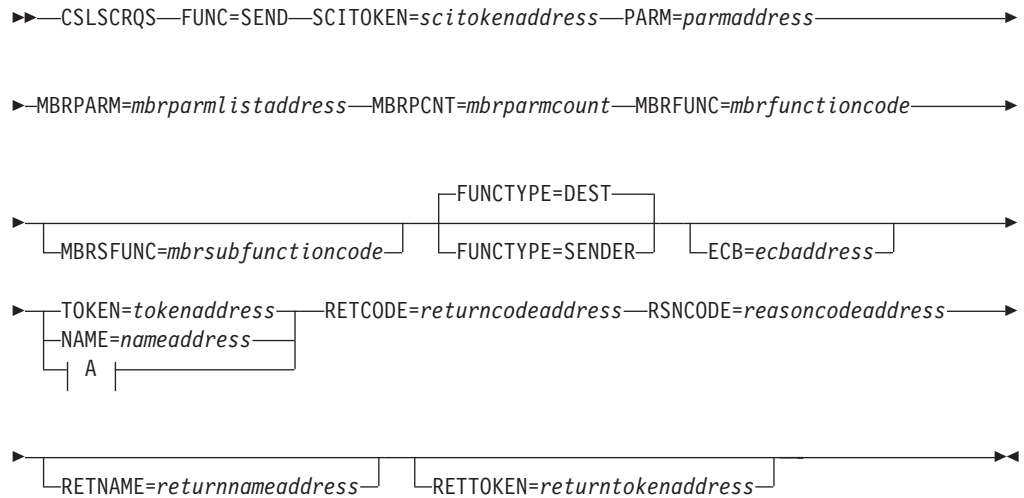 CSLSCRQS FUNC=SEND SCITOKEN=scitokenaddress PARM=parmaddress
MBRPARM=mbrparmlistaddress MBRPCNT=mbrparmcount MBRFUNC=mbrfunctioncode
FUNCTYPE=DEST
MBRSFUNC=mbrsubfunctioncode FUNCTYPE=SENDER ECB=ecbaddress
TOKEN=tokenaddress RETCODE=returncodeaddress RSNCODE=reasoncodeaddress
NAME=nameaddress
A
RETNAME=returnnameaddress RETTOKEN=returntokenaddress